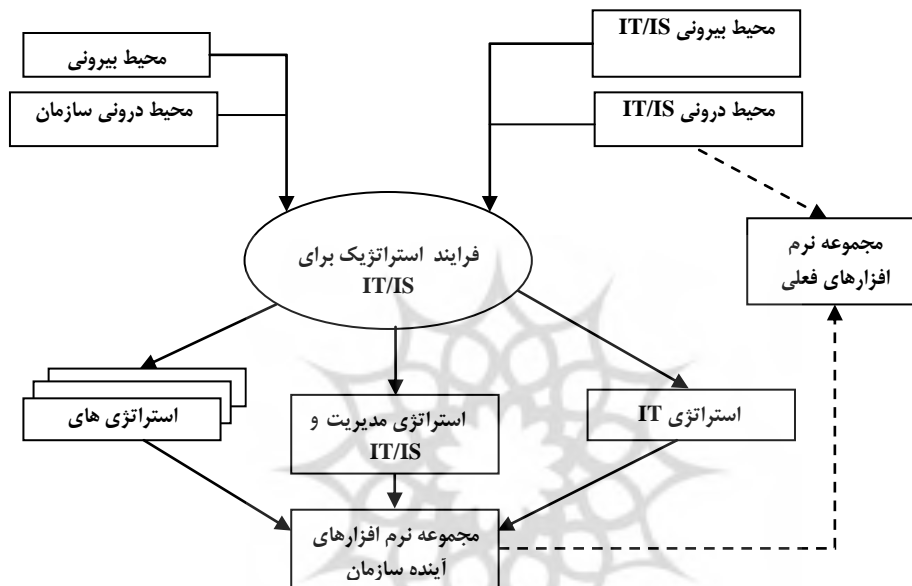 محیط بیرونی IT/IS
محیط بیرونی
محیط درونی IT/IS
محیط درونی سازمان
مجموعه نرم
افزارهای فعلی
فرایند استراتژیک برای
IT/IS
استراتژی IT
استراتژی مدیریت و
IT/IS
استراتژی های
مجموعه نرم افزارهای
آینده سازمان